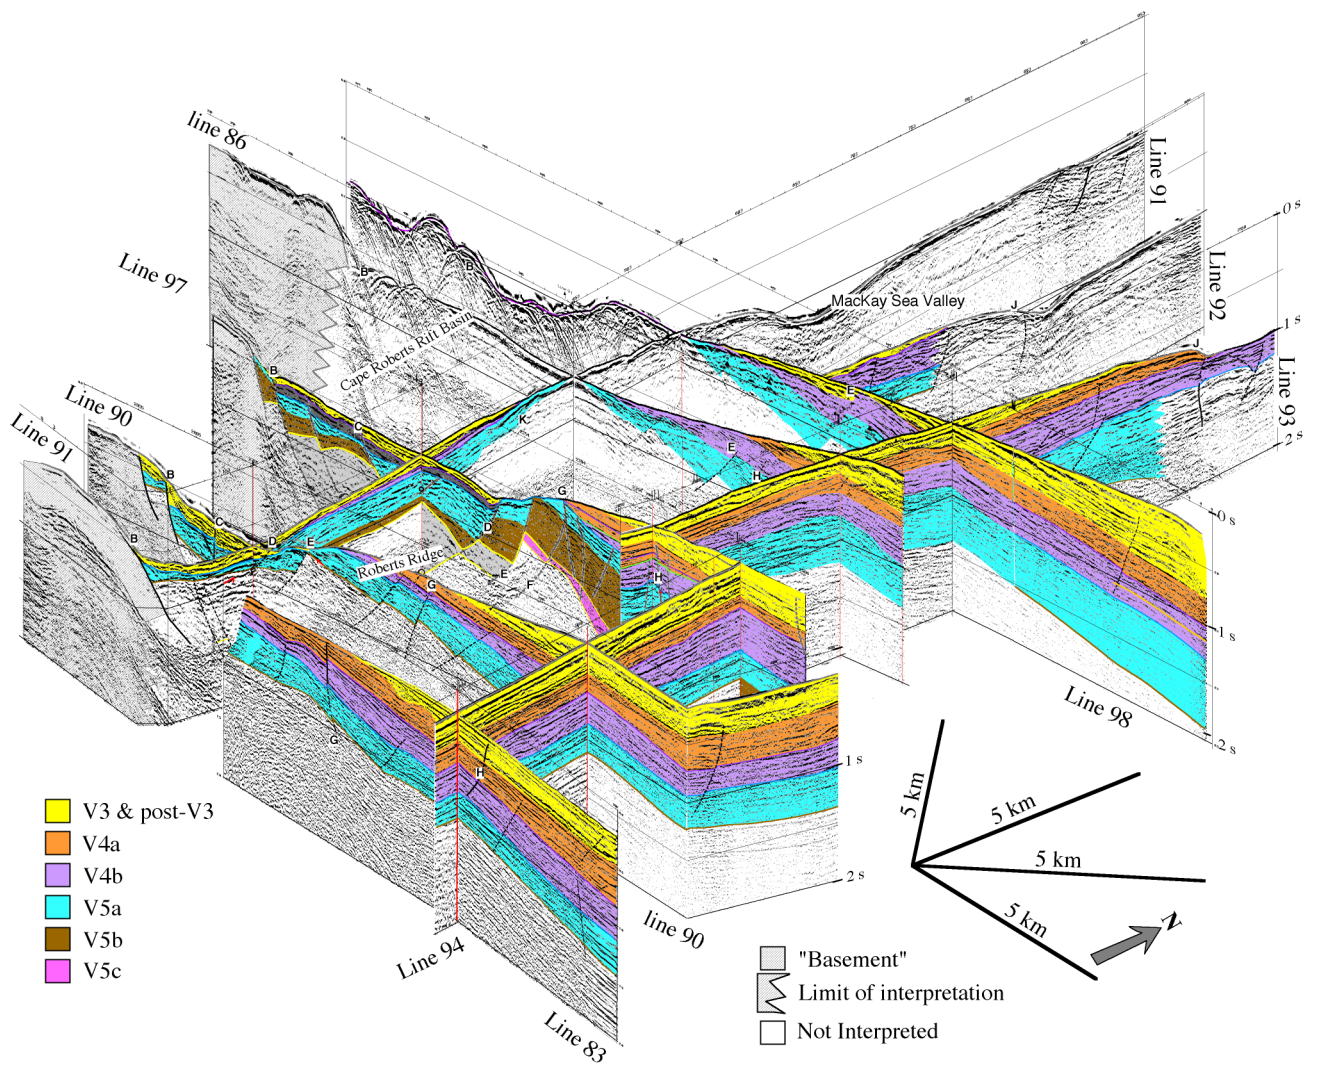 line 86
Line 91
0 s
Line 97
B
B
Line 92
MacKay Sea Valley
J
Cape Roberts Rift Basin
1 s
J
B
Line 93
Line 90
E
Line 91
C
K
2 s
E
B
H
G
0 s
C
D
B
D
E
Roberts Ridge
E
H
G
F
1 s
Line 98
2 s
G
1 s
H
5 km
5 km
V3 & post-V3
V4a
5 km
V4b
2 s
V5a
5 km
N
line 90
V5b
Line 94
"Basement"
V5c
Limit of interpretation
Line 83
Not Interpreted